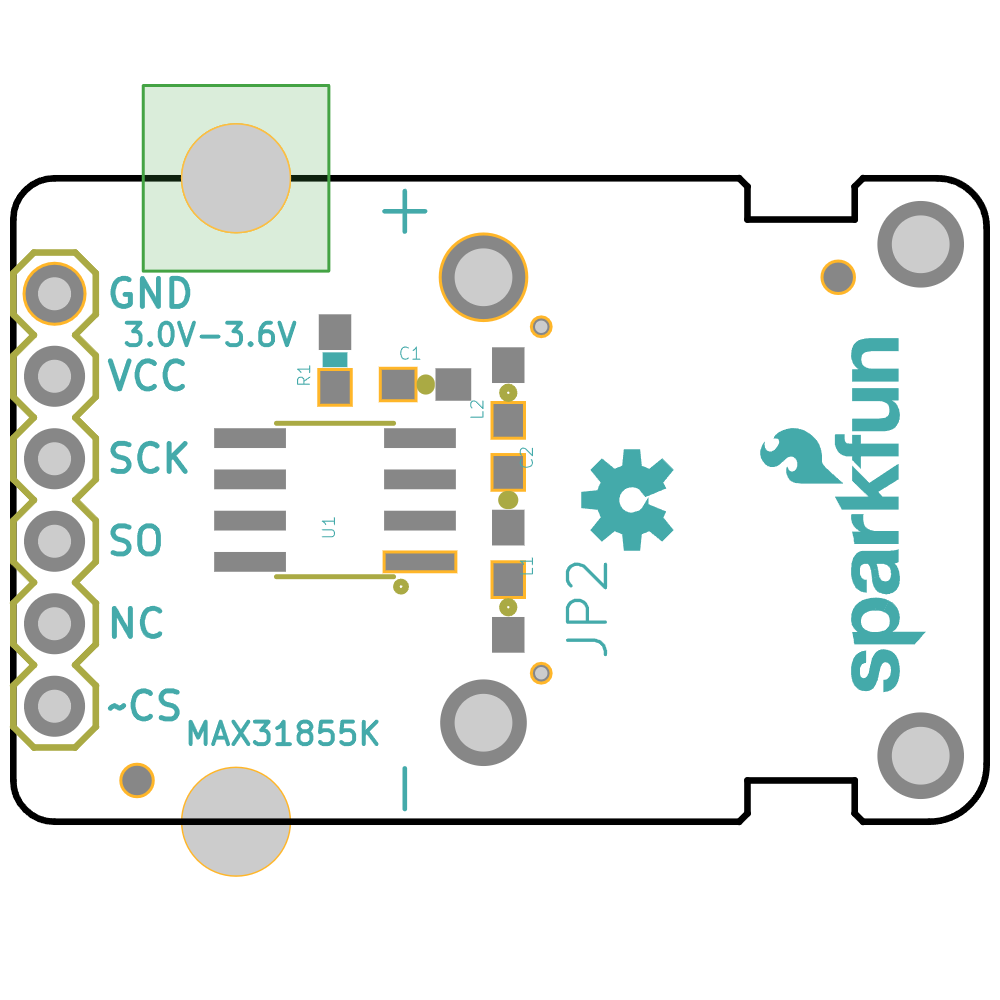 +
GND
3.0V-3.6V
VCC
R1
C1
L2
SCK
C2
U1
SO
L1
JP2
NC
~CS
MAX31855K
-
sparkfun